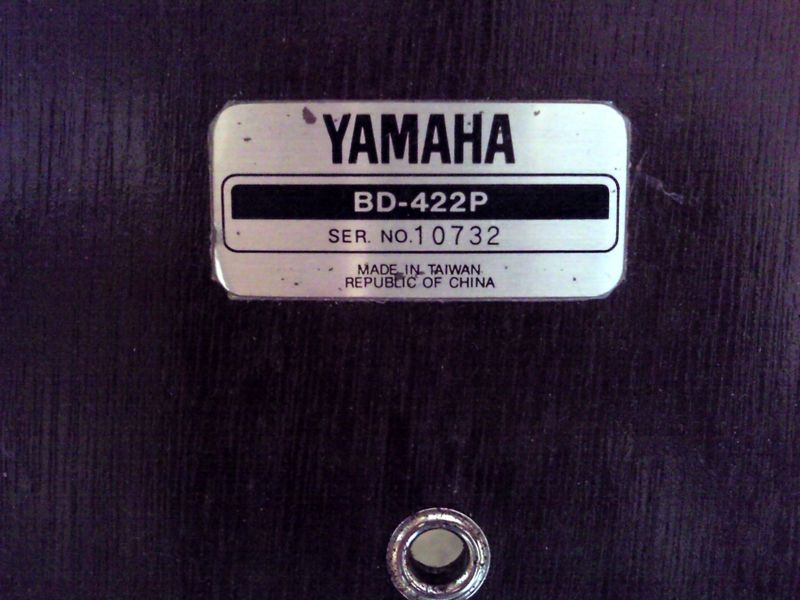 YAMAHA
BD-422P
SER. NO.10732
MADE IN TAIWAN
REPUBLIC OF CHINA